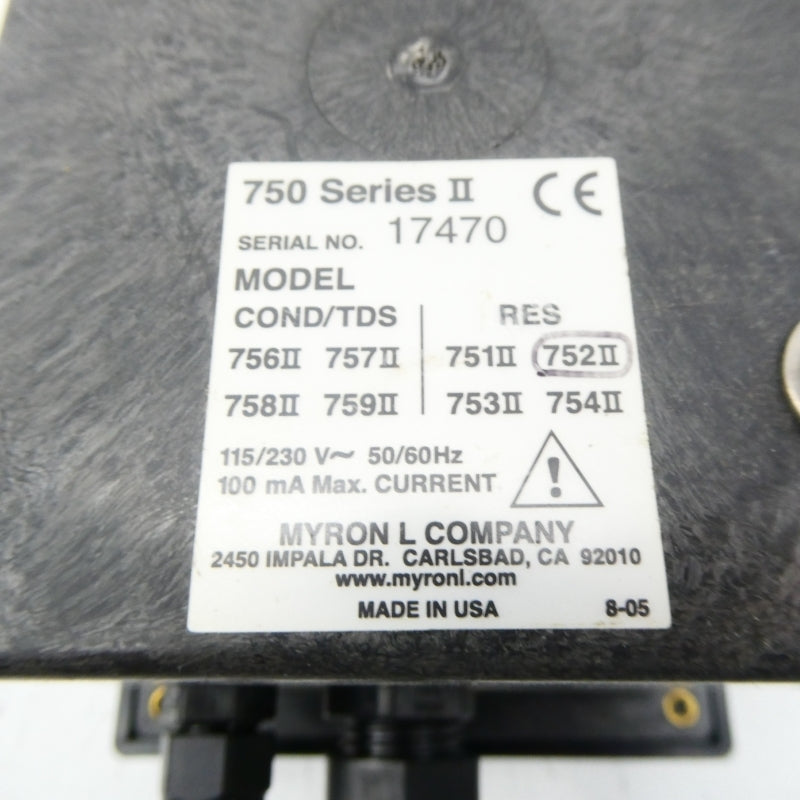 750 Series II CE
SERIAL NO. 17470
MODEL
COND/TDS RES
756II 757II 751II 752II
758II 759II 753II 754II
115/230 V~ 50/60Hz
100 mA Max. CURRENT
MYRON L COMPANY
2450 IMPALA DR. CARLSBAD, CA 92010
www.myronl.com
MADE IN USA 8-05